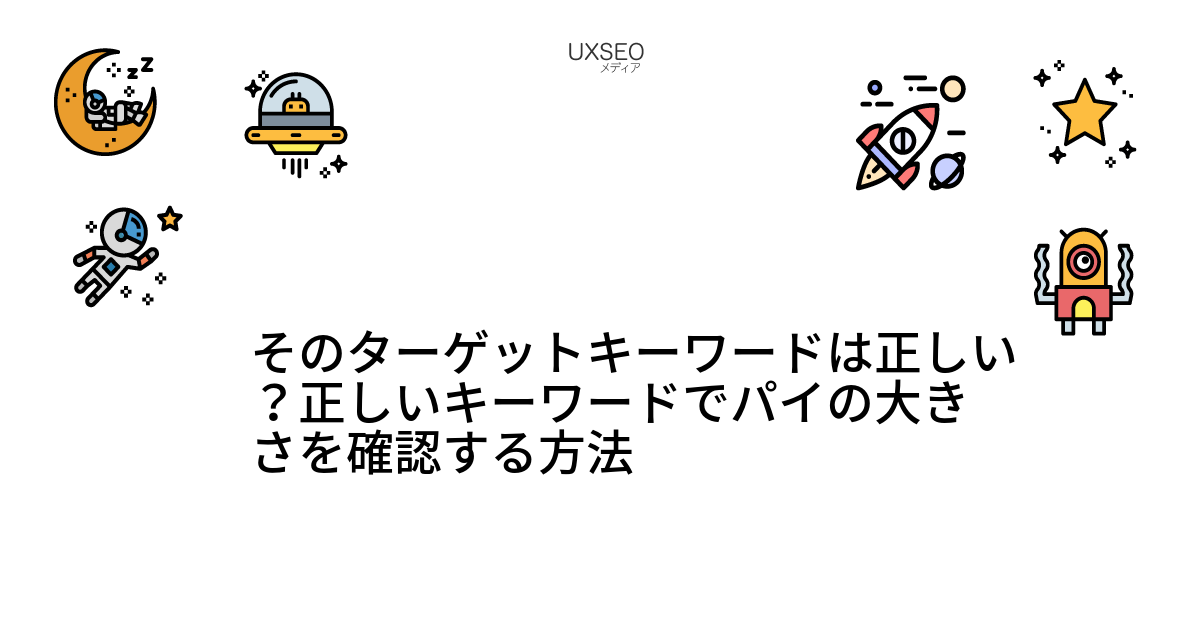 UXSEO
メディア
zZ
そのターゲットキーワードは正しい
？正しいキーワードでパイの大き
さを確認する方法